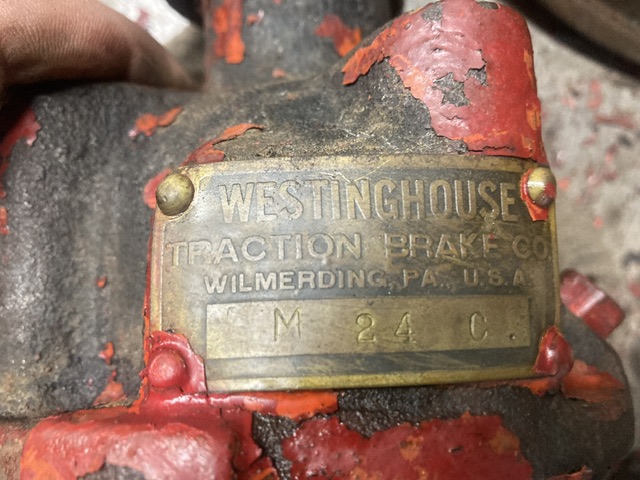 WESTINGHOUSE
TRACTION BRAKE CO.
WILMERDING, PA., U.S.A.
M 24 C.